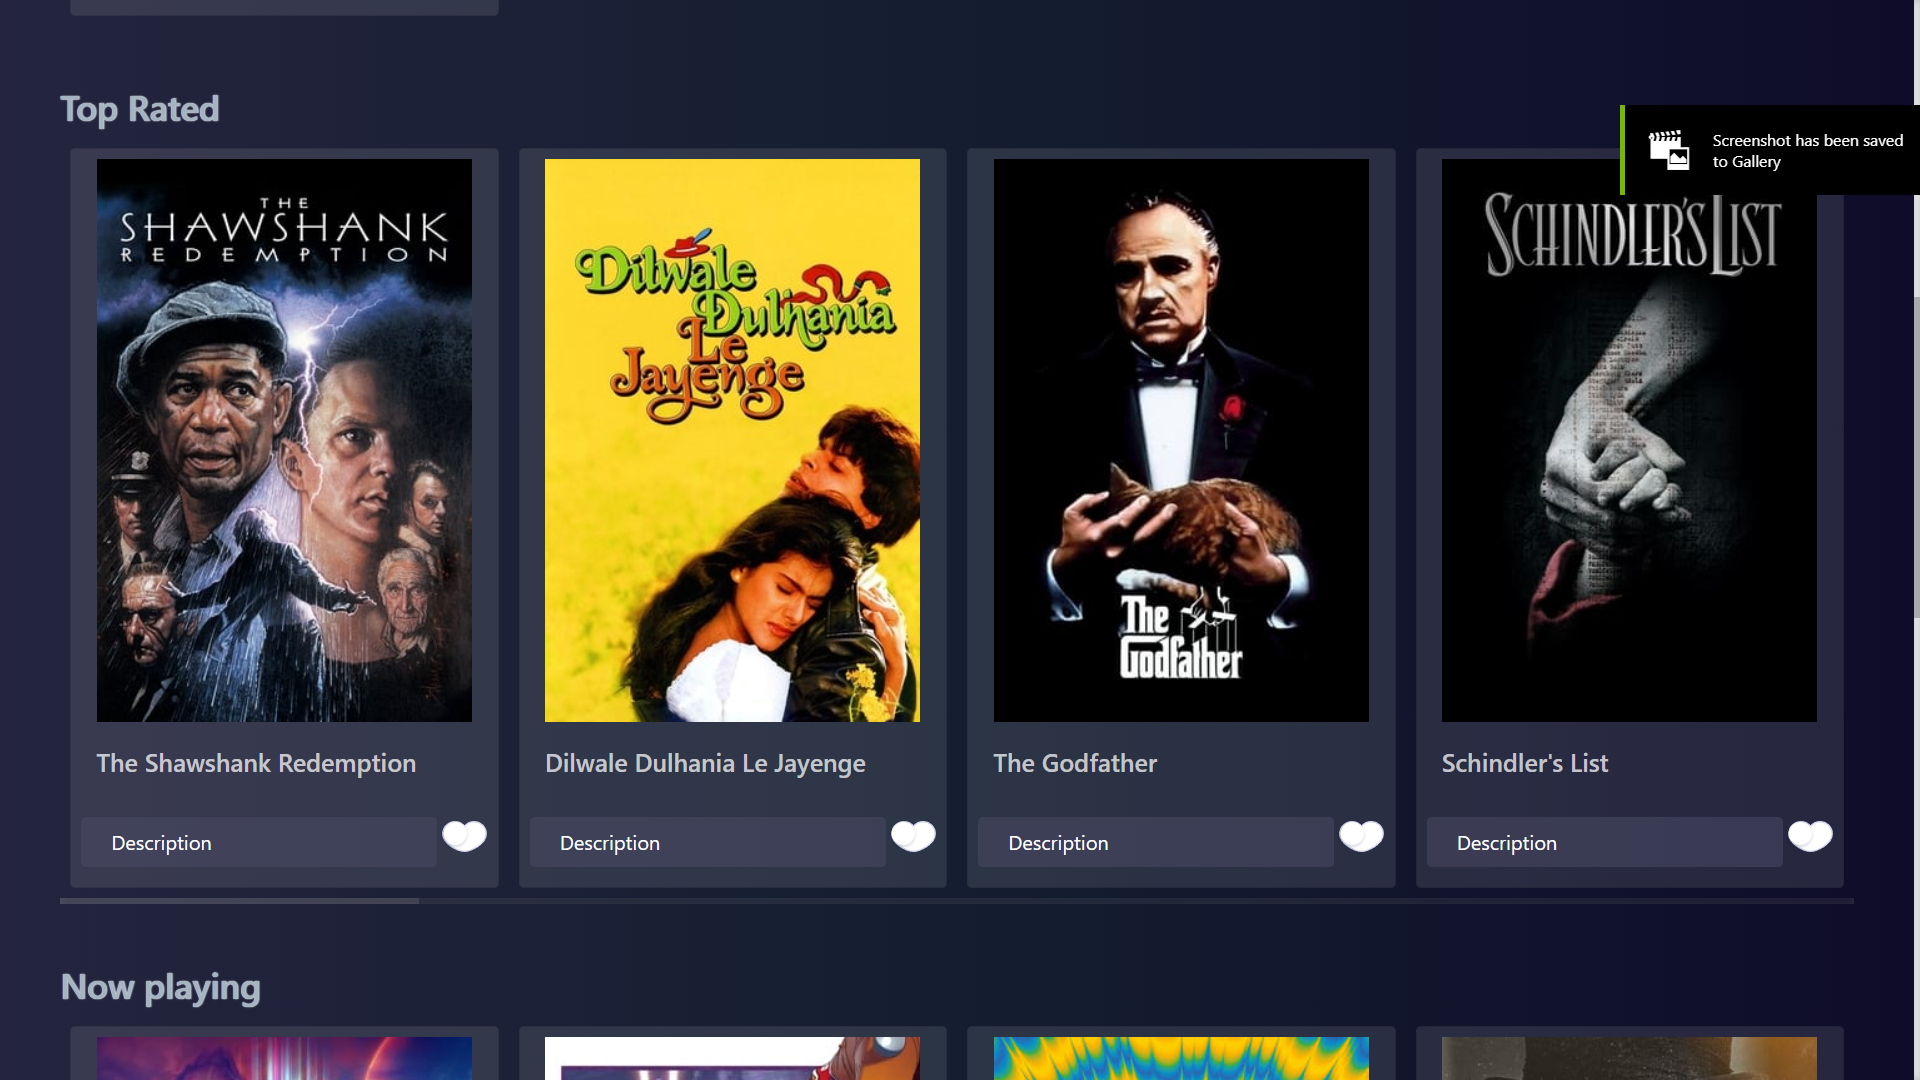 Top Rated
Screenshot has been saved
to Gallery
THE
SHAWSHANK
REDEMPTION
Dilwale
Dulhania
Le
Jayenge
The
Godfather
SCHINDLER'S LIST
The Shawshank Redemption
Dilwale Dulhania Le Jayenge
The Godfather
Schindler's List
Description
Description
Description
Description
Now playing